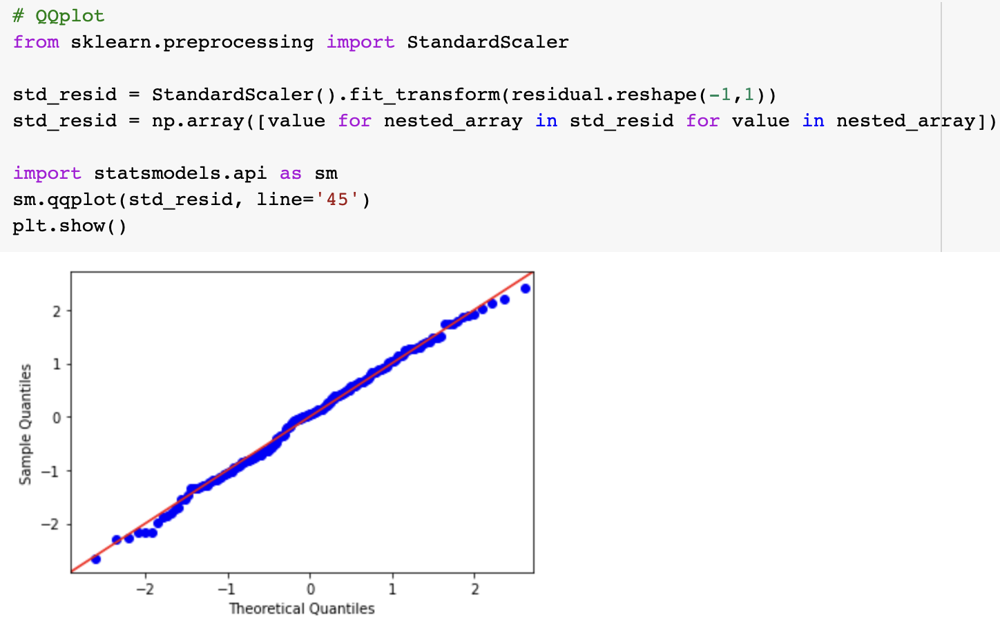 # QQplot
from sklearn.preprocessing import StandardScaler
std_resid = StandardScaler().fit_transform(residual.reshape(-1,1))
std_resid = np.array([value for nested_array in std_resid for value in nested_array])
import statsmodels.api as sm
sm.qqplot(std_resid, line='45')
plt.show()
2
1
0
−1
−2
Sample Quantiles
−2 −1 0 1 2
Theoretical Quantiles